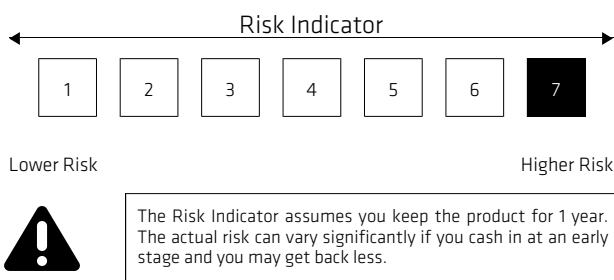 Risk Indicator
1 2 3 4 5 6 7
Lower Risk Higher Risk
The Risk Indicator assumes you keep the product for 1 year.
The actual risk can vary significantly if you cash in at an early
stage and you may get back less.